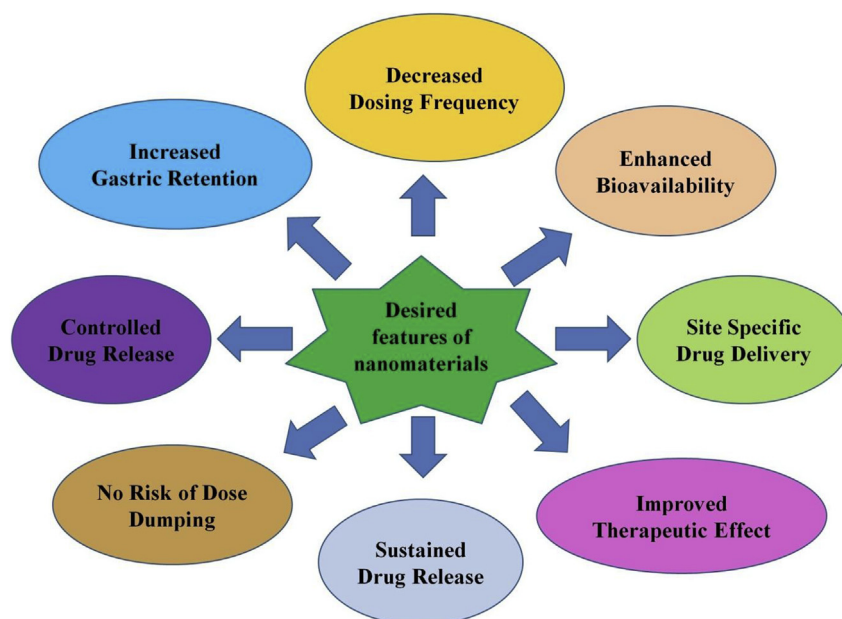 Decreased
Dosing Frequency
Increased
Gastric Retention
Enhanced
Bioavailability
Controlled
Drug Release
Desired
features of
nanomaterials
Site Specific
Drug Delivery
No Risk of Dose
Dumping
Improved
Therapeutic Effect
Sustained
Drug Release